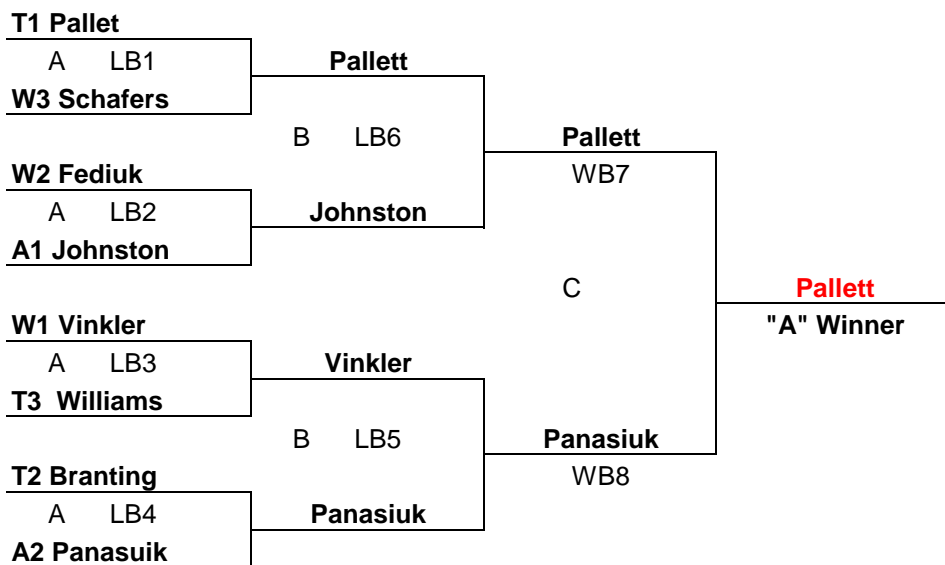 T1 Pallet
A LB1 Pallett
W3 Schafers
B LB6 Pallett
W2 Fediuk WB7
A LB2 Johnston
A1 Johnston
C Pallett
W1 Vinkler "A" Winner
A LB3 Vinkler
T3 Williams
B LB5 Panasiuk
T2 Branting WB8
A LB4 Panasiuk
A2 Panasuik